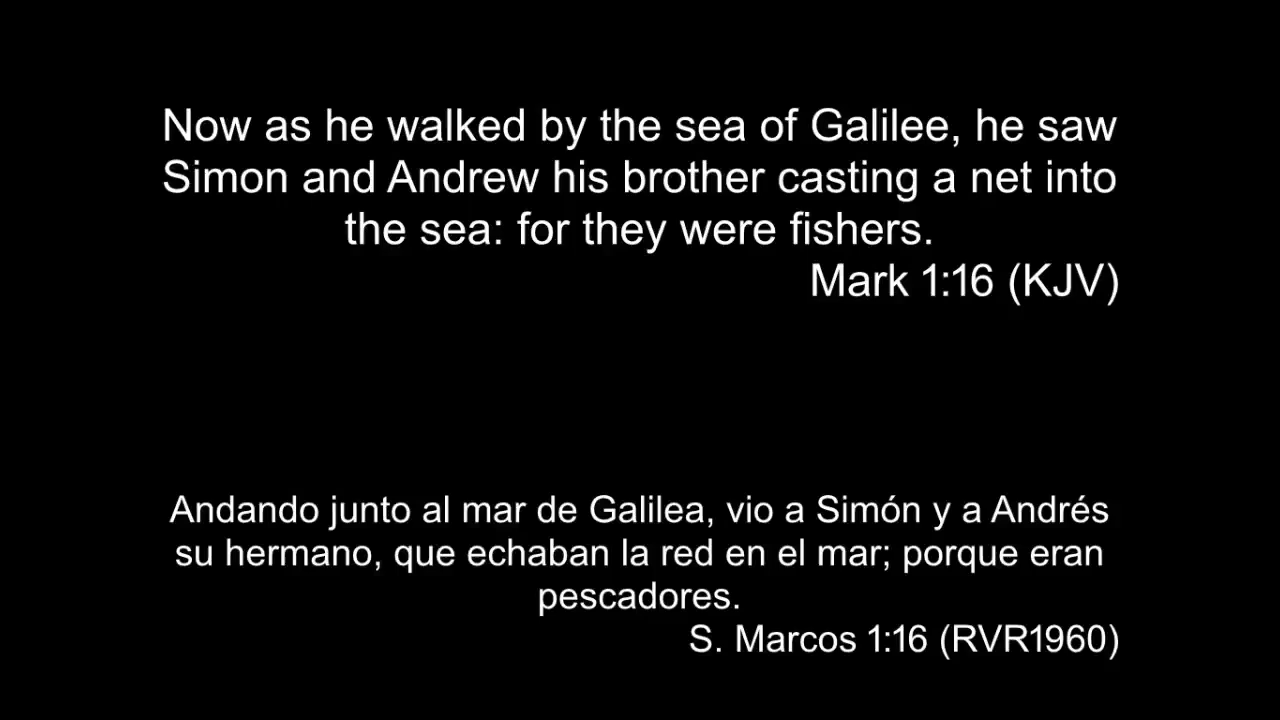 Now as he walked by the sea of Galilee, he saw
Simon and Andrew his brother casting a net into
the sea: for they were fishers.
Mark 1:16 (KJV)
Andando junto al mar de Galilea, vio a Simón y a Andrés
su hermano, que echaban la red en el mar; porque eran
pescadores.
S. Marcos 1:16 (RVR1960)